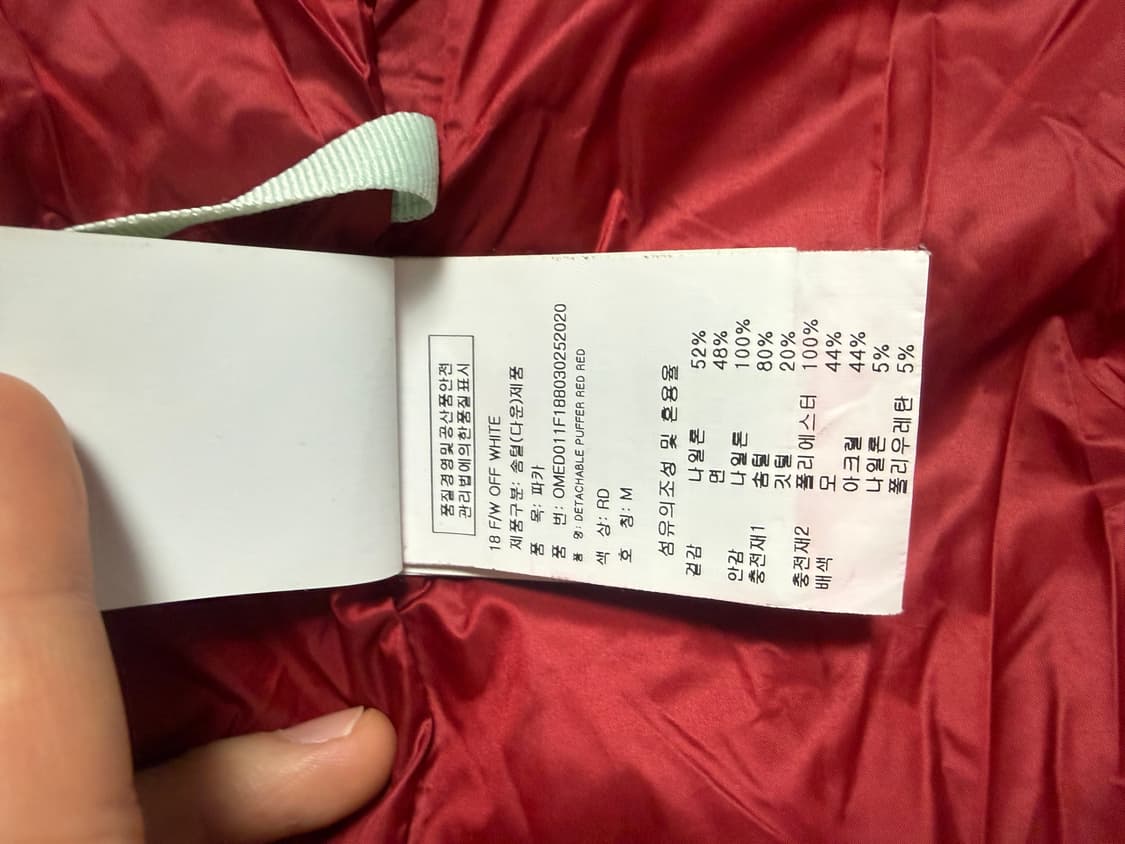 품질경영및공산품안전
관리법에의한품질표시
18 F/W OFF WHITE
제품구분: 솜털(다운)제품
품 목: 파카
품 번: OMED011F188030252020
품 명: DETACHABLE PUFFER RED RED
색 상: RD
호 칭: M
섬유의조성 및 혼용율
겉감 나일론 52%
면 48%
안감 나일론 100%
충전재1 솜털 80%
깃털 20%
충전재2 폴리에스터 100%
배색 모 44%
아크릴 44%
나일론 5%
폴리우레탄 5%